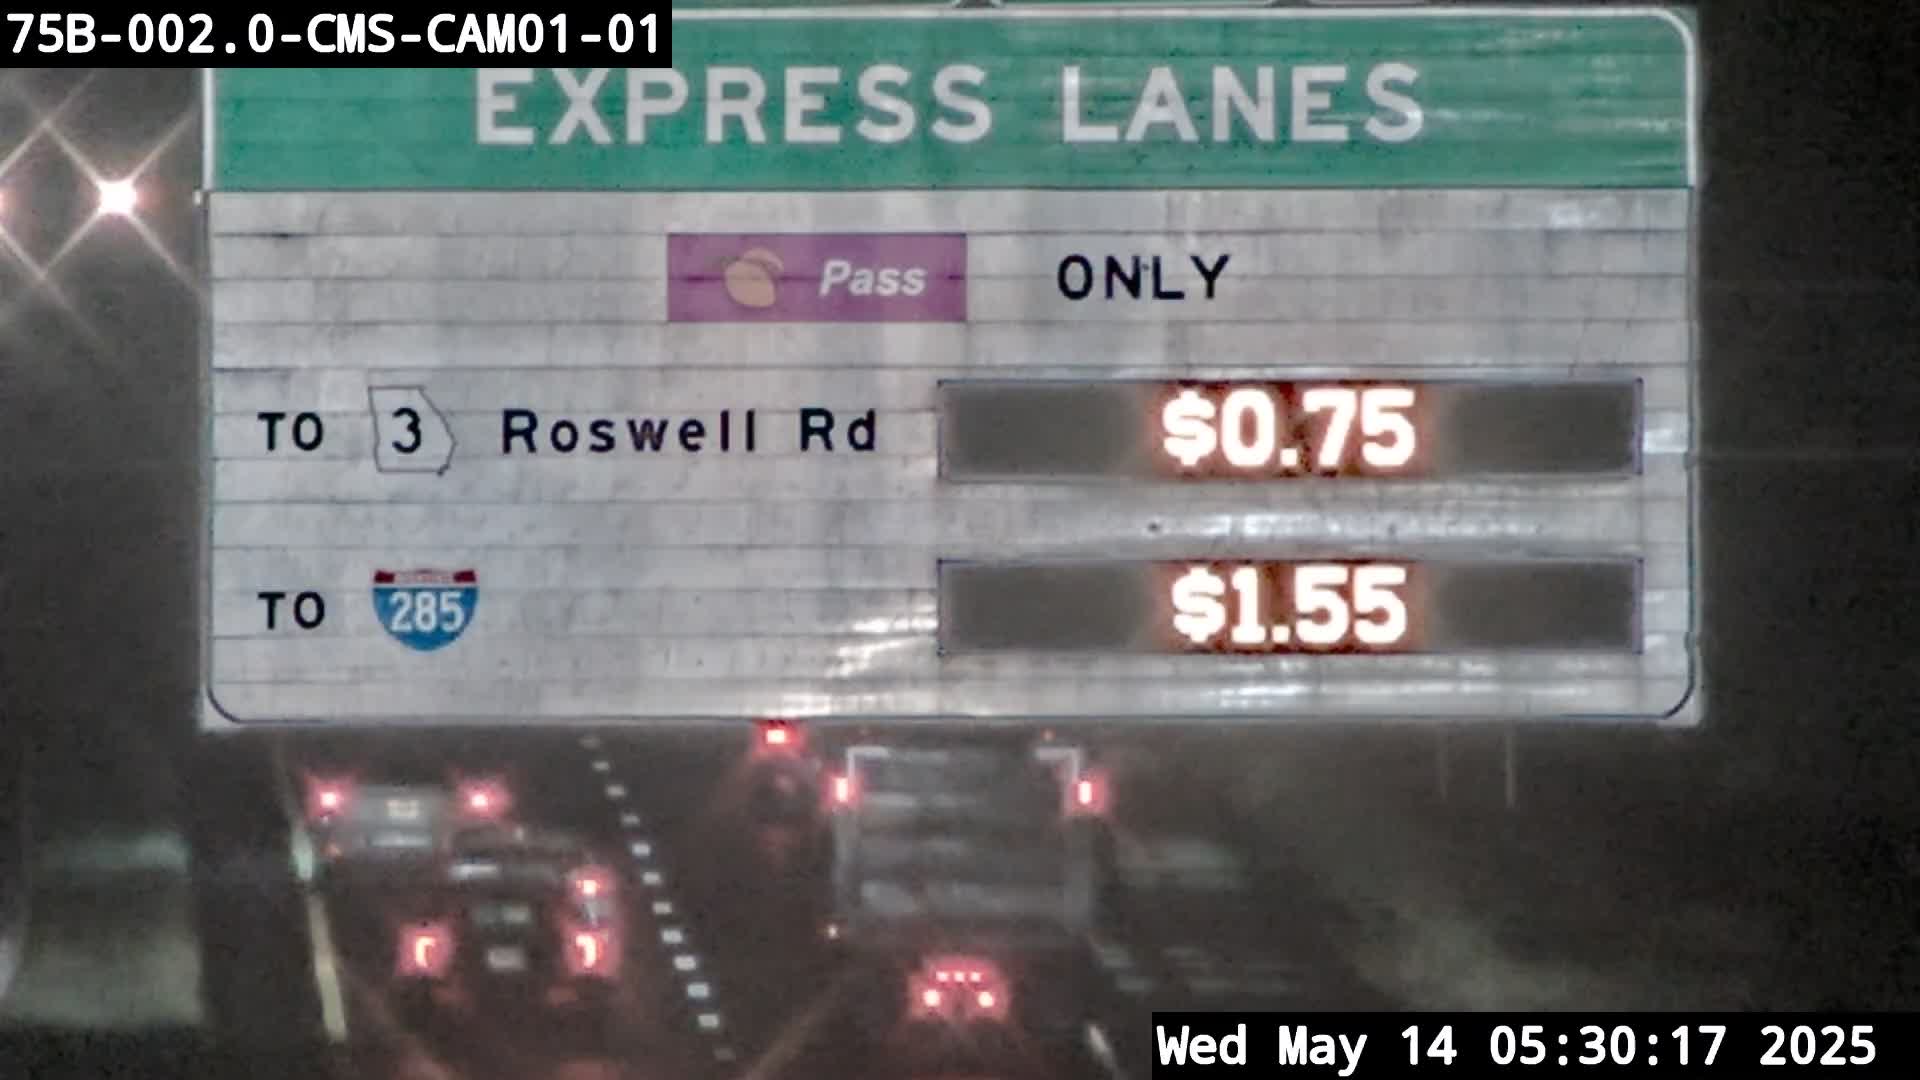 75B-002.0-CMS-CAM01-01
EXPRESS LANES
Pass ONLY
TO 3 Roswell Rd $0.75
TO 285 $1.55
Wed May 14 05:30:17 2025